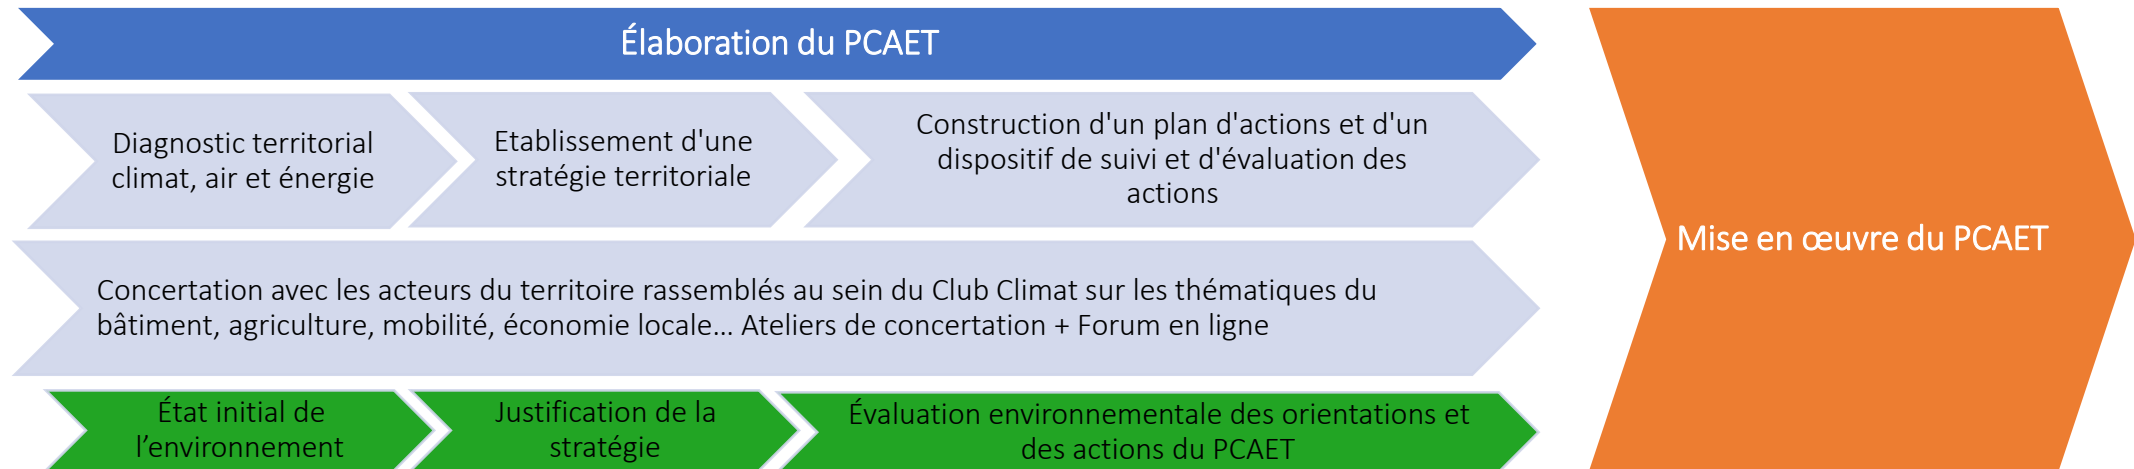 Élaboration du PCAET
Diagnostic territorial
climat, air et énergie
Etablissement d'une
stratégie territoriale
Construction d'un plan d'actions et d'un
dispositif de suivi et d'évaluation des
actions
Concertation avec les acteurs du territoire rassemblés au sein du Club Climat sur les thématiques du
bâtiment, agriculture, mobilité, économie locale… Ateliers de concertation + Forum en ligne
État initial de
l’environnement
Justification de la
stratégie
Évaluation environnementale des orientations et
des actions du PCAET
Mise en œuvre du PCAET